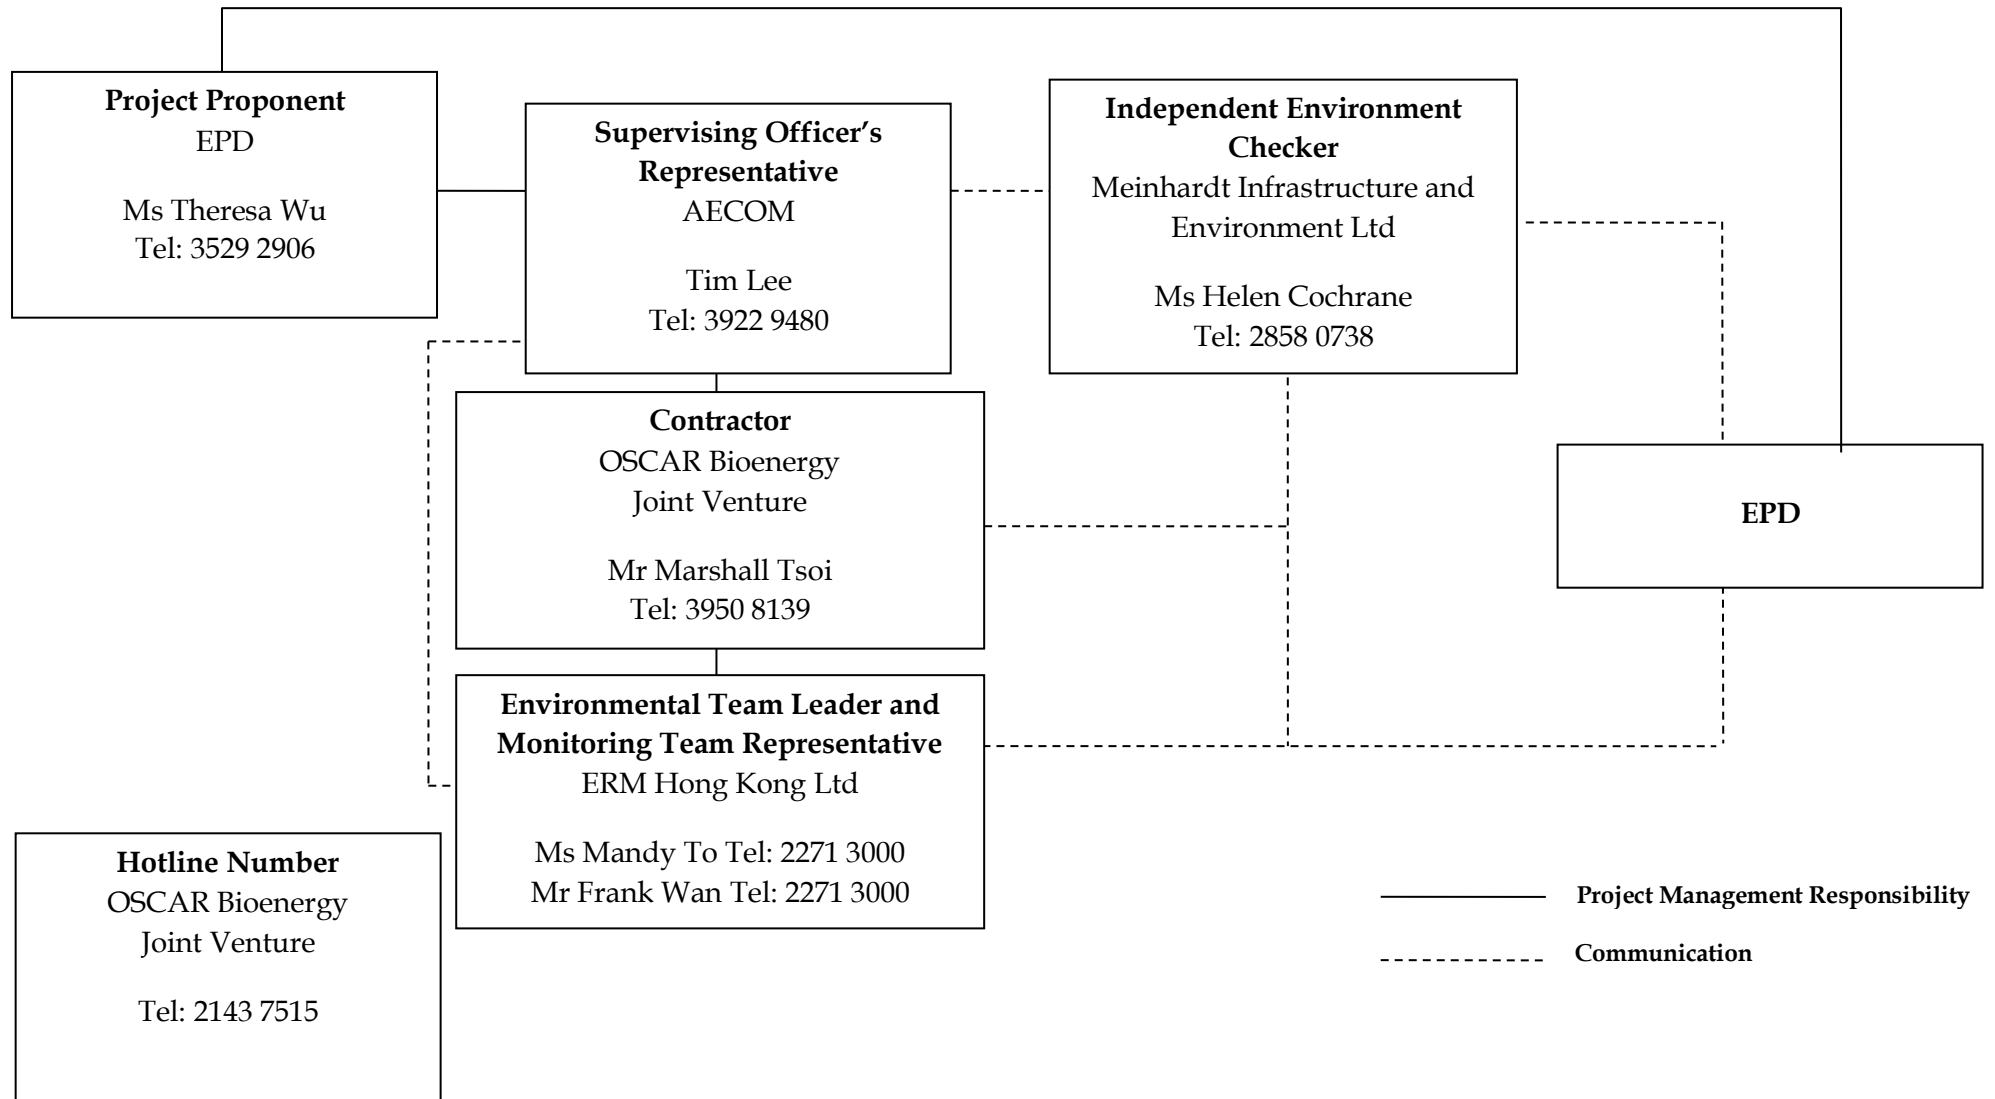 Project Proponent
EPD
Ms Theresa Wu
Tel: 3529 2906
Supervising Officer’s
Representative
AECOM
Tim Lee
Tel: 3922 9480
Independent Environment
Checker
Meinhardt Infrastructure and
Environment Ltd
Ms Helen Cochrane
Tel: 2858 0738
Contractor
OSCAR Bioenergy
Joint Venture
Mr Marshall Tsoi
Tel: 3950 8139
EPD
Environmental Team Leader and
Monitoring Team Representative
ERM Hong Kong Ltd
Ms Mandy To Tel: 2271 3000
Mr Frank Wan Tel: 2271 3000
Hotline Number
OSCAR Bioenergy
Joint Venture
Tel: 2143 7515
Project Management Responsibility
Communication